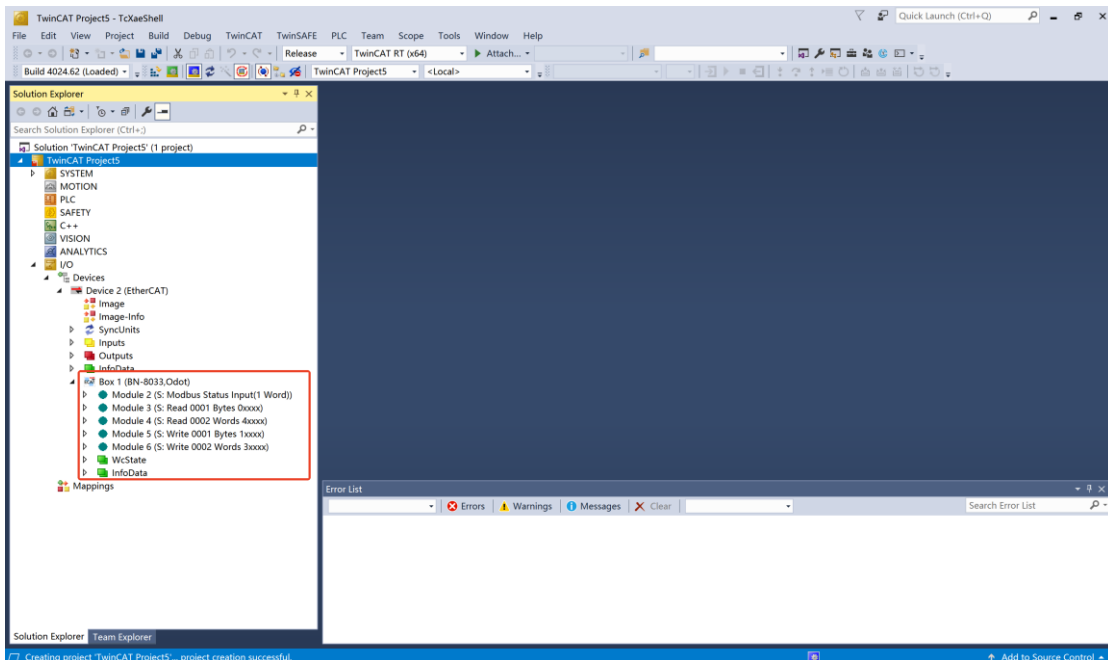 TwinCAT Project5 - TcXaeShell
Quick Launch (Ctrl+Q)
File Edit View Project Build Debug TwinCAT TwinSAFE PLC Team Scope Tools Window Help
Release TwinCAT RT (x64) Attach...
Build 4024.62 (Loaded) TwinCAT Project5 <Local>
Solution Explorer
Search Solution Explorer (Ctrl+;)
Solution 'TwinCAT Project5' (1 project)
TwinCAT Project5
SYSTEM
MOTION
PLC
SAFETY
C++
VISION
ANALYTICS
I/O
Devices
Device 2 (EtherCAT)
Image
Image-Info
SyncUnits
Inputs
Outputs
InfoData
Box 1 (BN-8033,Odot)
Module 2 (S: Modbus Status Input(1 Word))
Module 3 (S: Read 0001 Bytes 0xxxx)
Module 4 (S: Read 0002 Words 4xxxx)
Module 5 (S: Write 0001 Bytes 1xxxx)
Module 6 (S: Write 0002 Words 3xxxx)
WcState
InfoData
Mappings
Error List
Errors Warnings Messages Clear
Search Error List
Solution Explorer Team Explorer
Creating project 'TwinCAT Project5'... project creation successful.
Add to Source Control